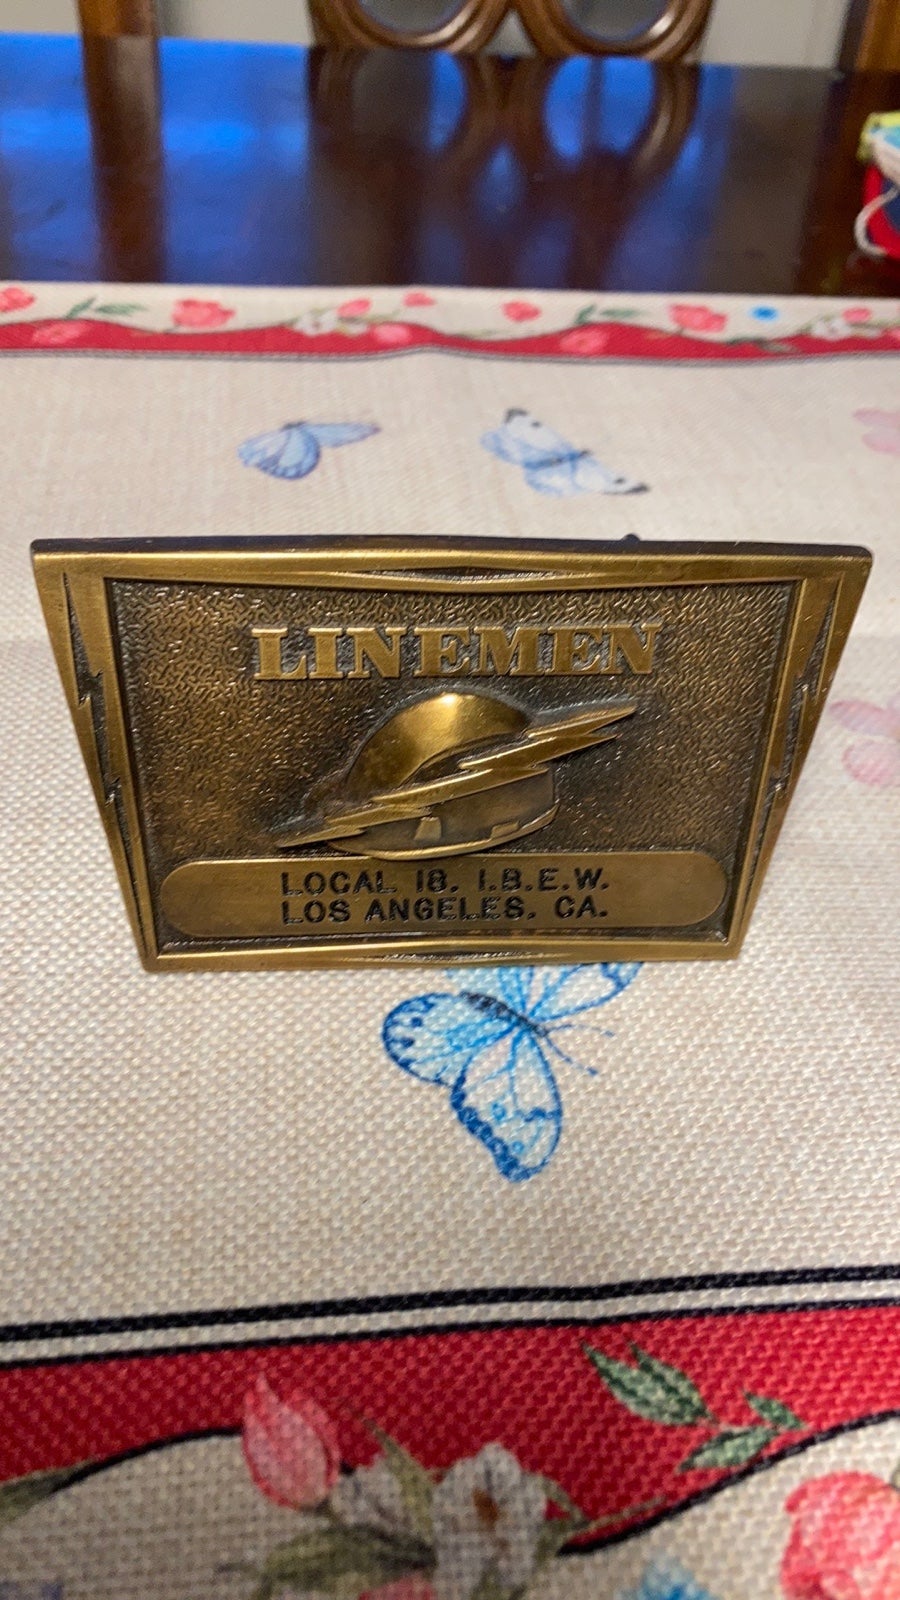 LINEMEN
LOCAL 18. I.B.E.W.
LOS ANGELES. CA.